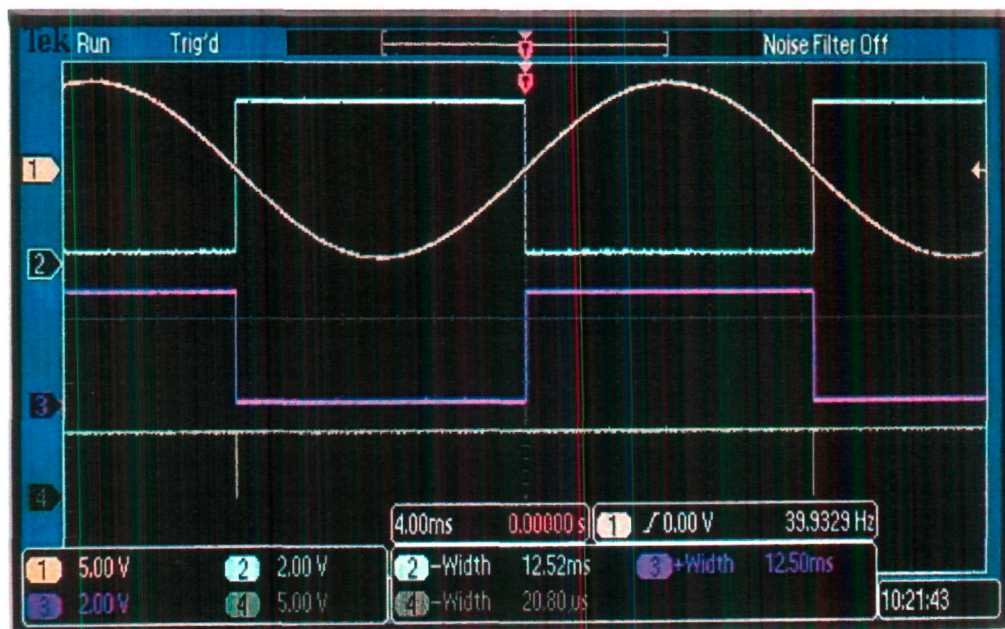 Tek Run Trig'd Noise Filter Off
1
2
3
4
4.00ms 0.00000 s 1 0.00 V 39.9329 Hz
1 5.00 V 2 2.00 V 2 −Width 12.52ms 3 +Width 12.50ms
3 2.00 V 4 5.00 V 4 −Width 20.80 us
10:21:43